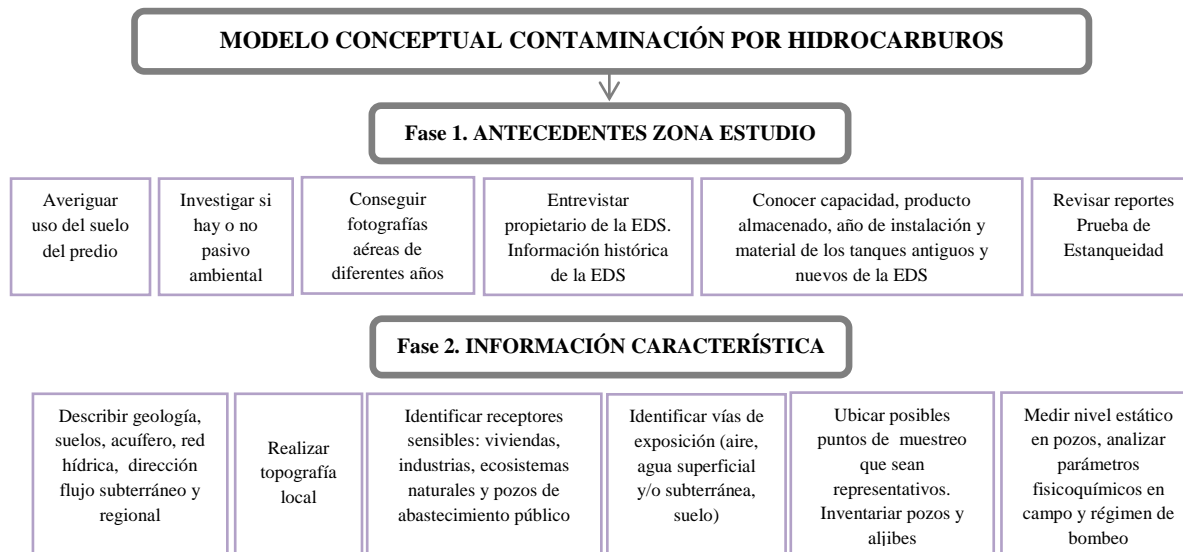 MODELO CONCEPTUAL CONTAMINACIÓN POR HIDROCARBUROS
Fase 1. ANTECEDENTES ZONA ESTUDIO
Averiguar
uso del suelo
del predio
Investigar si
hay o no
pasivo
ambiental
Conseguir
fotografías
aéreas de
diferentes años
Entrevistar
propietario de la EDS.
Información histórica
de la EDS
Conocer capacidad, producto
almacenado, año de instalación y
material de los tanques antiguos y
nuevos de la EDS
Revisar reportes
Prueba de
Estanqueidad
Fase 2. INFORMACIÓN CARACTERÍSTICA
Describir geología,
suelos, acuífero, red
hídrica, dirección
flujo subterráneo y
regional
Realizar
topografía
local
Identificar receptores
sensibles: viviendas,
industrias, ecosistemas
naturales y pozos de
abastecimiento público
Identificar vías de
exposición (aire,
agua superficial
y/o subterránea,
suelo)
Ubicar posibles
puntos de muestreo
que sean
representativos.
Inventariar pozos y
aljibes
Medir nivel estático
en pozos, analizar
parámetros
fisicoquímicos en
campo y régimen de
bombeo